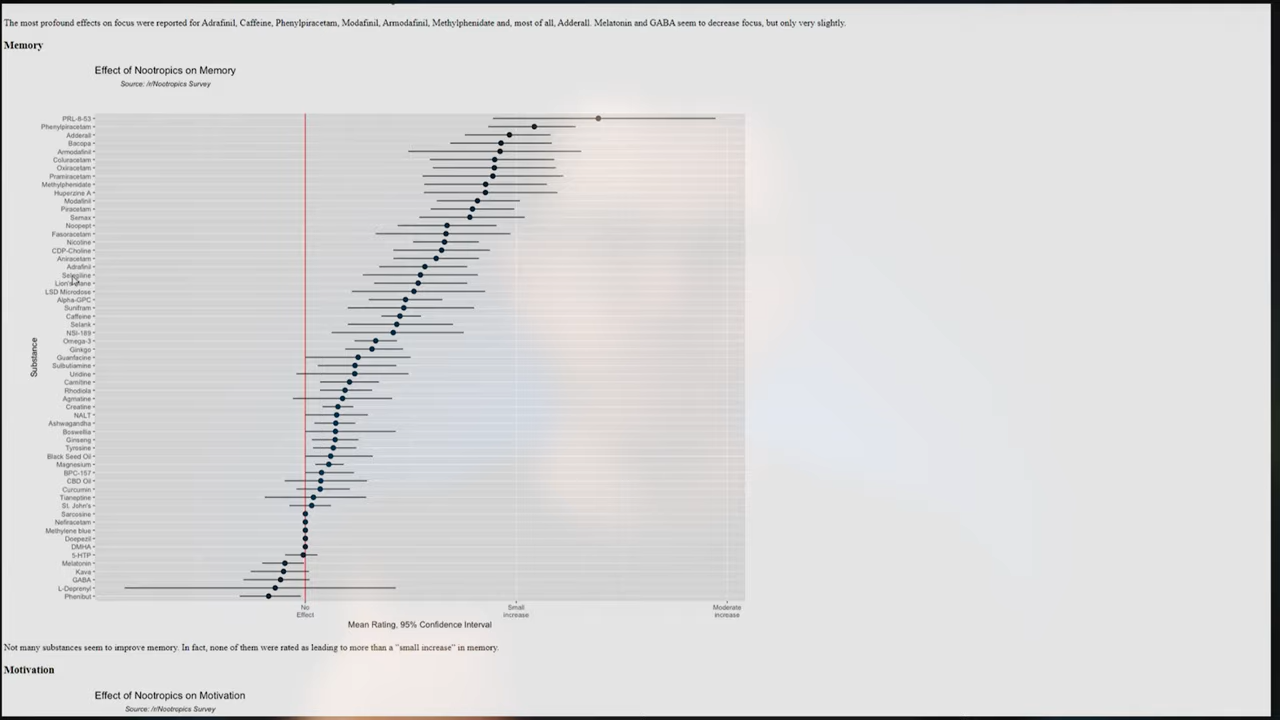 The most profound effects on focus were reported for Adrafinil, Caffeine, Phenylpiracetam, Modafinil, Armodafinil, Methylphenidate and, most of all, Adderall. Melatonin and GABA seem to decrease focus, but only very slightly.
Memory
Effect of Nootropics on Memory
Source: /r/Nootropics Survey
PRL-8-53
Phenylpiracetam
Adderall
Bacopa
Armodafinil
Coluracetam
Oxiracetam
Pramiracetam
Methylphenidate
Huperzine A
Modafinil
Piracetam
Semax
Noopept
Fasoracetam
Nicotine
CDP-Choline
Aniracetam
Adrafinil
Selegiline
Lion's Mane
LSD Microdose
Alpha-GPC
Sunifram
Caffeine
Selank
NSI-189
Omega-3
Ginkgo
Guanfacine
Sulbutiamine
Uridine
Carnitine
Rhodiola
Agmatine
Creatine
NALT
Ashwagandha
Boswellia
Ginseng
Tyrosine
Black Seed Oil
Magnesium
BPC-157
CBD Oil
Curcumin
Tianeptine
St. John's
Sarcosine
Nefiracetam
Methylene blue
Doepezil
DMHA
5-HTP
Melatonin
Kava
GABA
L-Deprenyl
Phenibut
Substance
No Effect
Small increase
Moderate increase
Mean Rating, 95% Confidence Interval
Not many substances seem to improve memory. In fact, none of them were rated as leading to more than a "small increase" in memory.
Motivation
Effect of Nootropics on Motivation
Source: /r/Nootropics Survey